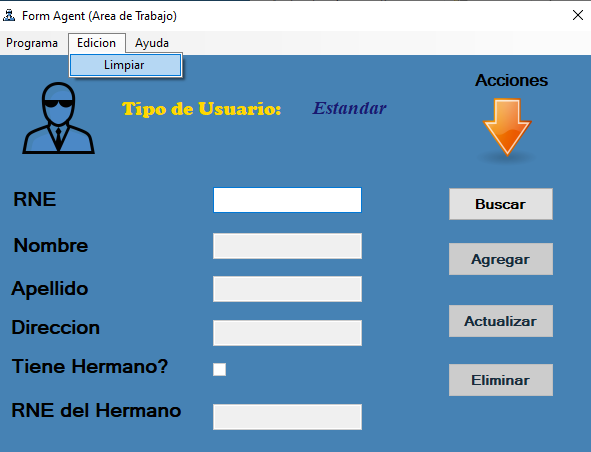 Form Agent (Area de Trabajo)
Programa Edicion Ayuda
Limpiar
Acciones
Tipo de Usuario: Estandar
RNE
Buscar
Nombre
Agregar
Apellido
Direccion
Actualizar
Tiene Hermano?
Eliminar
RNE del Hermano